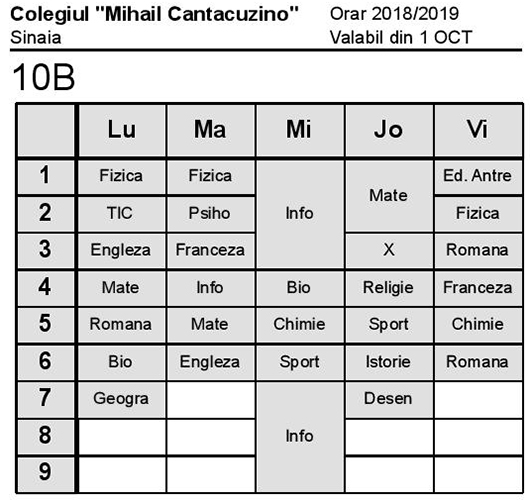 Colegiul "Mihail Cantacuzino" Orar 2018/2019
Sinaia Valabil din 1 OCT
10B
Lu Ma Mi Jo Vi
1 Fizica Fizica Info Mate Ed. Antre
2 TIC Psiho Fizica
3 Engleza Franceza X Romana
4 Mate Info Bio Religie Franceza
5 Romana Mate Chimie Sport Chimie
6 Bio Engleza Sport Istorie Romana
7 Geogra Info Desen
8
9